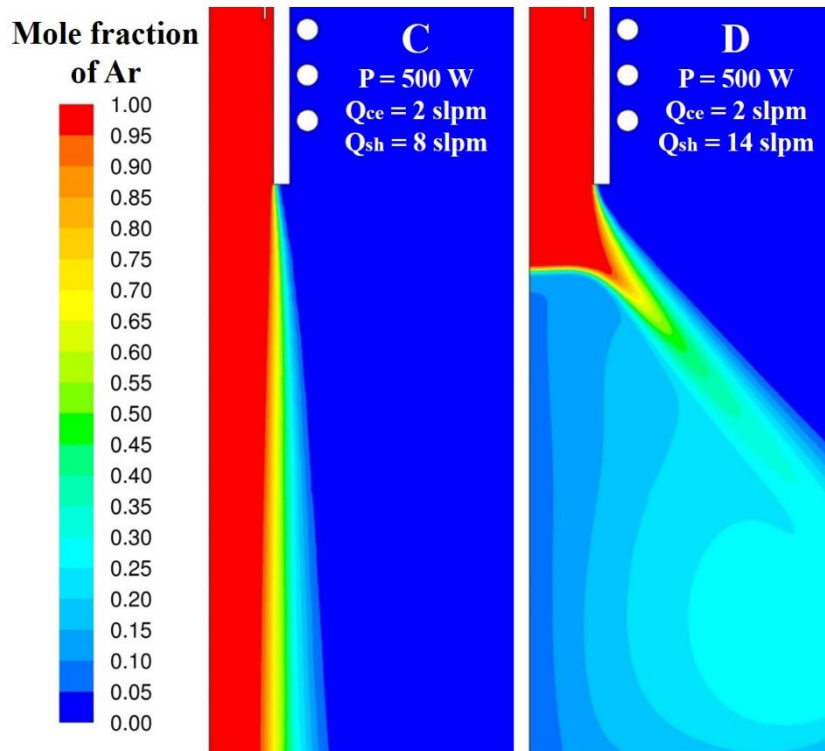 Mole fraction
of Ar
1.00
0.95
0.90
0.85
0.80
0.75
0.70
0.65
0.60
0.55
0.50
0.45
0.40
0.35
0.30
0.25
0.20
0.15
0.10
0.05
0.00
C
P = 500 W
Qce = 2 slpm
Qsh = 8 slpm
D
P = 500 W
Qce = 2 slpm
Qsh = 14 slpm